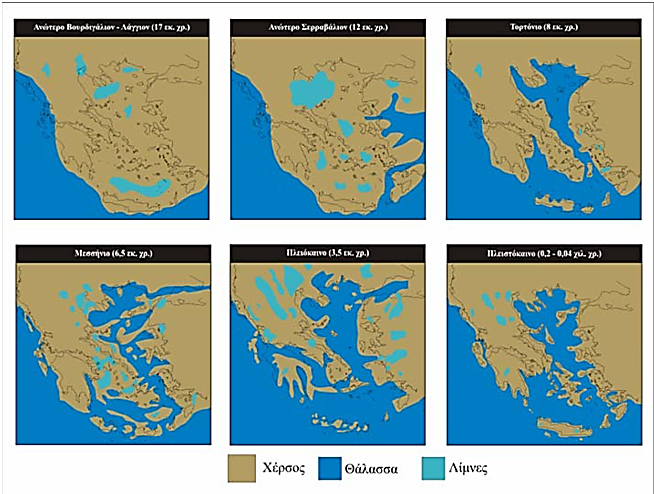 Ανώτερο Βουρδιγάλιον - Λάγγιον (17 εκ. χρ.)
Ανώτερο Σερραβάλιον (12 εκ. χρ.)
Τορτόνιο (8 εκ. χρ.)
Μεσσήνιο (6,5 εκ. χρ.)
Πλειόκαινο (3,5 εκ. χρ.)
Πλειστόκαινο (0,2 - 0,04 χιλ. χρ.)
Χέρσος
Θάλασσα
Λίμνες